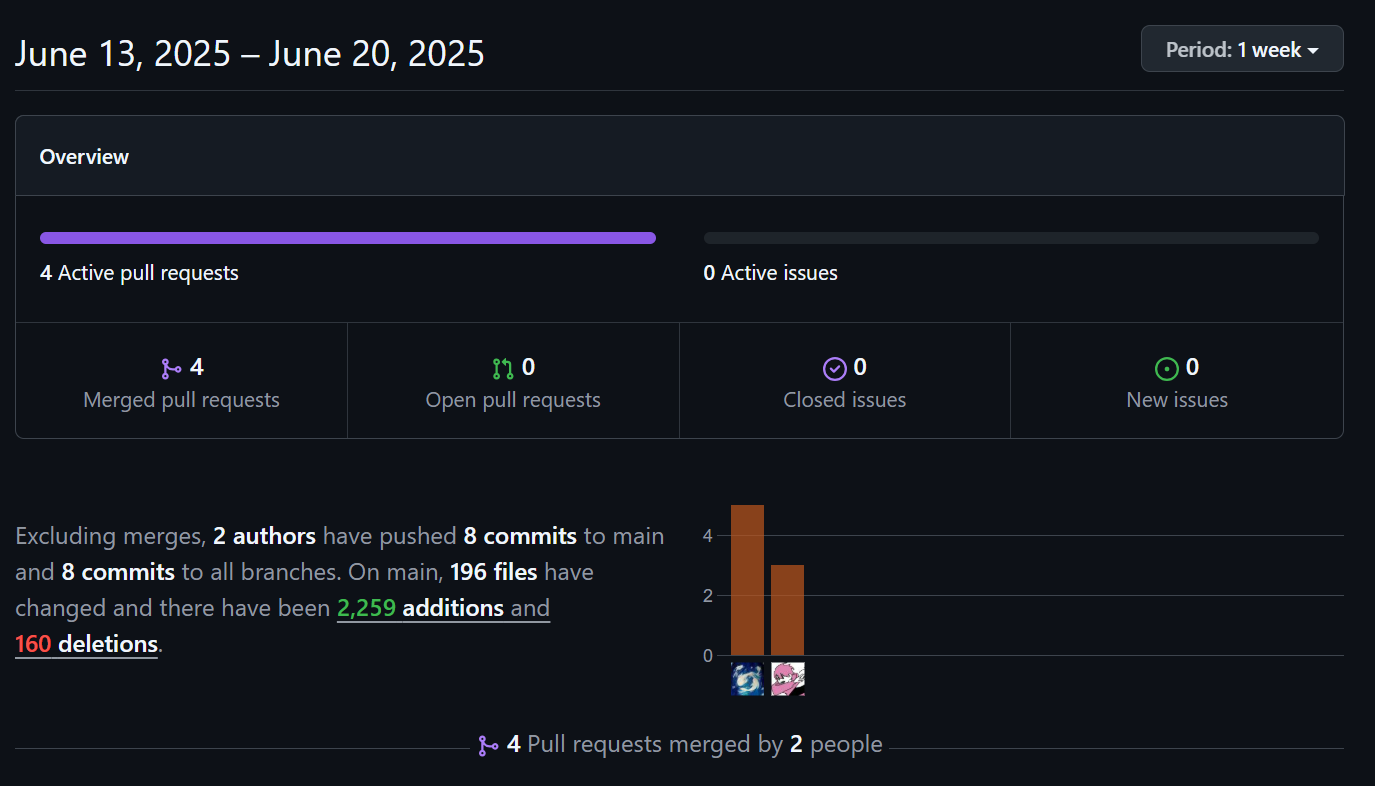 June 13, 2025 – June 20, 2025
Period: 1 week
Overview
4 Active pull requests
0 Active issues
4
Merged pull requests
0
Open pull requests
0
Closed issues
0
New issues
Excluding merges, 2 authors have pushed 8 commits to main
and 8 commits to all branches. On main, 196 files have
changed and there have been 2,259 additions and
160 deletions.
4
2
0
4 Pull requests merged by 2 people